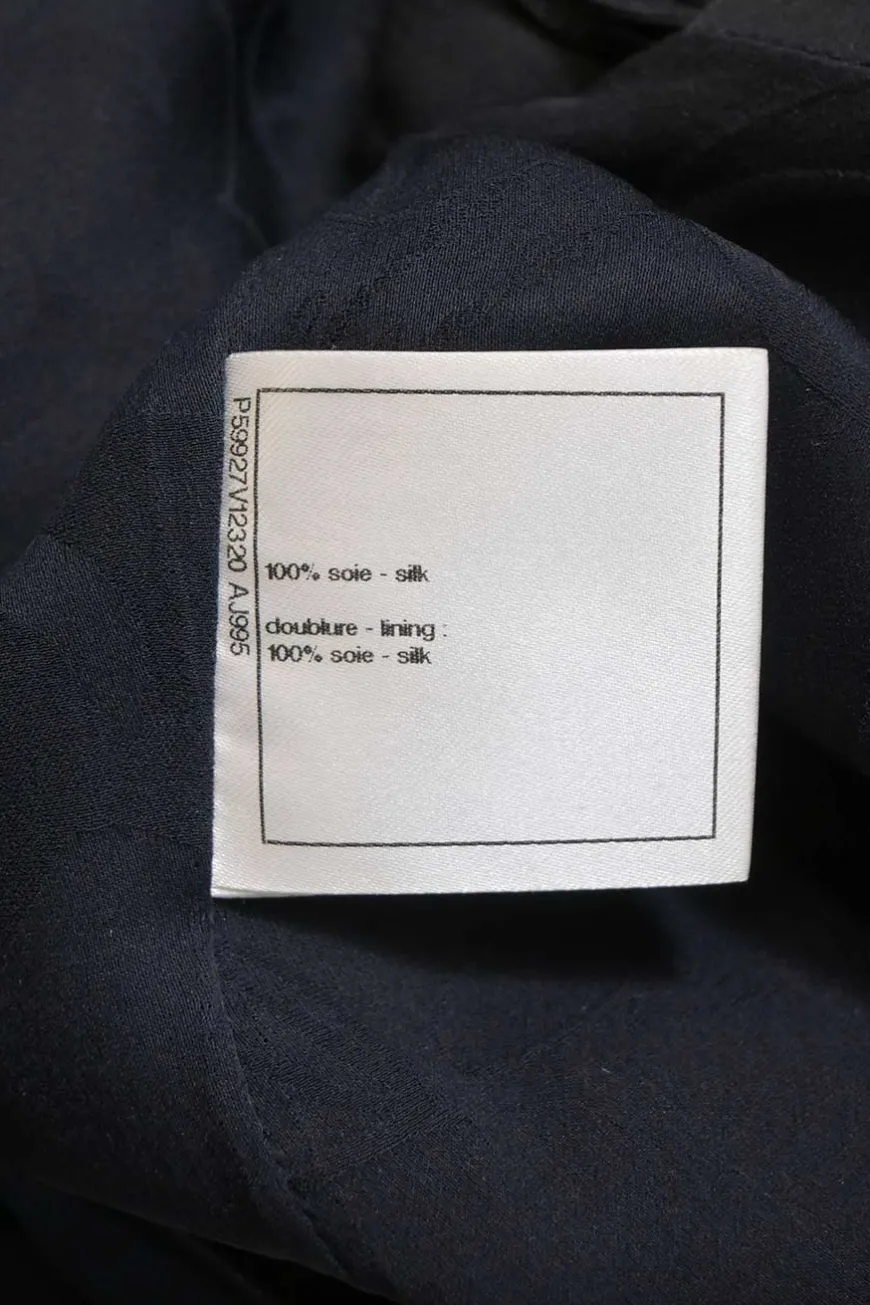 P59927V12320 AJ995
100% soie - silk
doublure - lining :
100% soie - silk